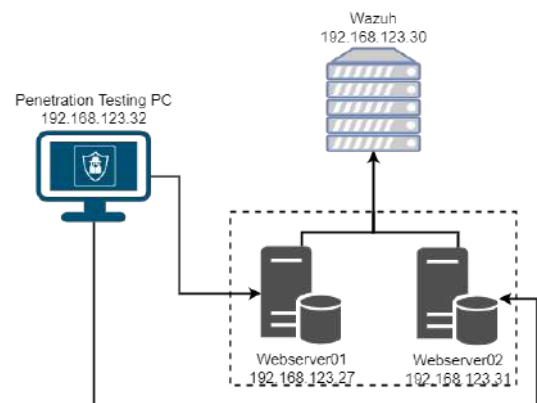 Wazuh
192.168.123.30
Penetration Testing PC
192.168.123.32
Webserver01
192.168.123.27
Webserver02
192.168.123.31